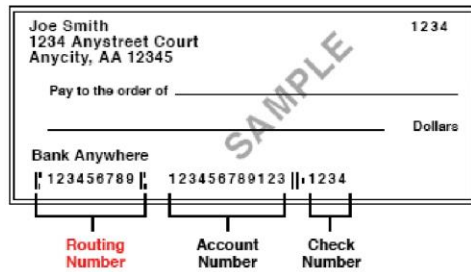 Joe Smith 1234
1234 Anystreet Court
Anycity, AA 12345
Pay to the order of
SAMPLE
Dollars
Bank Anywhere
123456789 123456789123 1234
Routing Number
Account Number
Check Number